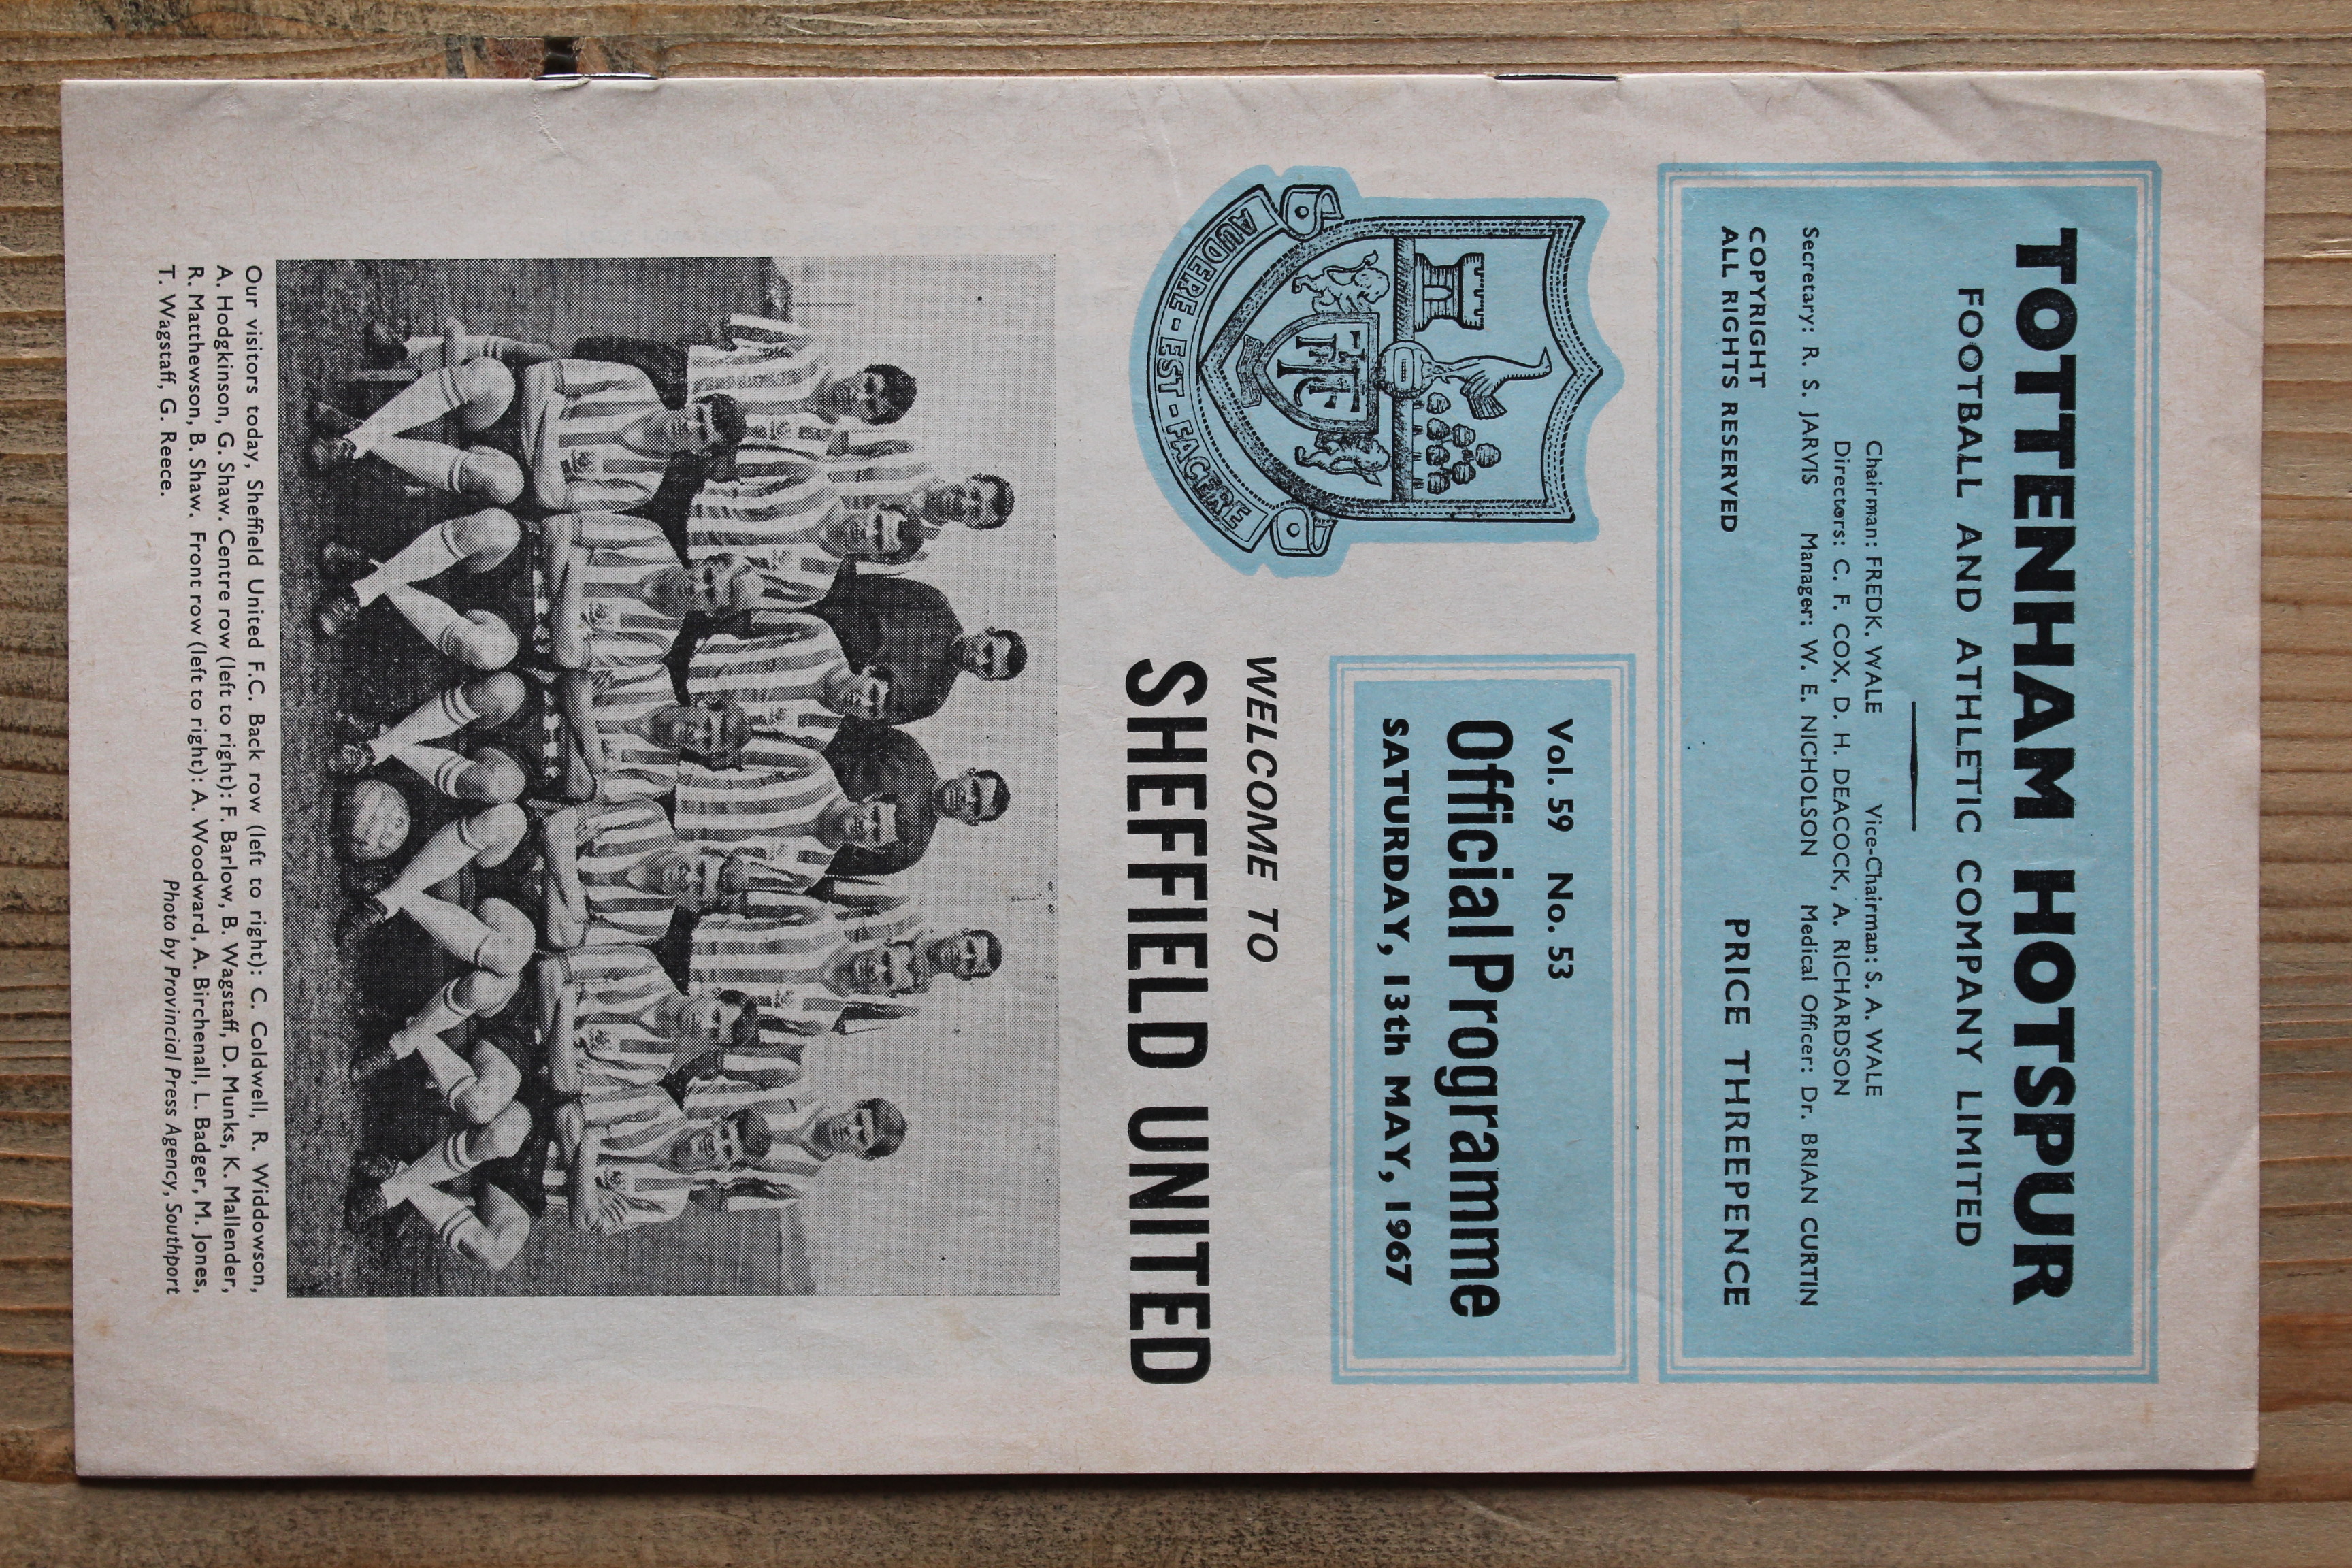 TOTTENHAM HOTSPUR
FOOTBALL AND ATHLETIC COMPANY LIMITED
Chairman: FREDK. WALE Vice-Chairman: S. A. WALE
Directors: C. F. COX, D. H. DEACOCK, A. RICHARDSON
Secretary: R. S. JARVIS Manager: W. E. NICHOLSON Medical Officer: Dr. BRIAN CURTIN
COPYRIGHT
ALL RIGHTS RESERVED
PRICE THREEPENCE
AUDERE - EST - FACERE
Vol. 59 No. 53
Official Programme
SATURDAY, 13th MAY, 1967
WELCOME TO
SHEFFIELD UNITED
Our visitors today, Sheffield United F.C. Back row (left to right): C. Coldwell, R. Widdowson,
A. Hodgkinson, G. Shaw. Centre row (left to right): F. Barlow, B. Wagstaff, D. Munks, K. Mallender,
R. Matthewson, B. Shaw. Front row (left to right): A. Woodward, A. Birchenall, L. Badger, M. Jones,
T. Wagstaff, G. Reece.
Photo by Provincial Press Agency, Southport